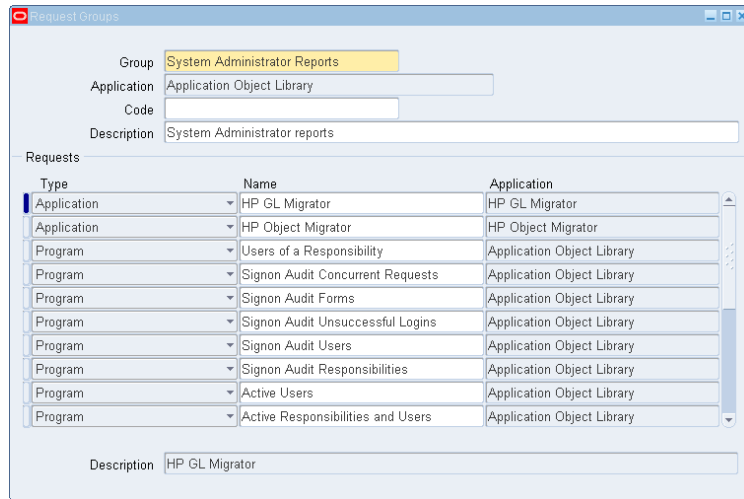 Request Groups
Group System Administrator Reports
Application Application Object Library
Code
Description System Administrator reports
Requests
Type Name Application
Application HP GL Migrator HP GL Migrator
Application HP Object Migrator HP Object Migrator
Program Users of a Responsibility Application Object Library
Program Signon Audit Concurrent Requests Application Object Library
Program Signon Audit Forms Application Object Library
Program Signon Audit Unsuccessful Logins Application Object Library
Program Signon Audit Users Application Object Library
Program Signon Audit Responsibilities Application Object Library
Program Active Users Application Object Library
Program Active Responsibilities and Users Application Object Library
Description HP GL Migrator